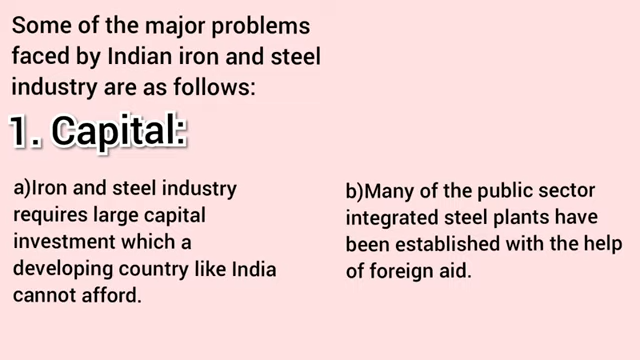 Some of the major problems
faced by Indian iron and steel
industry are as follows:
1. Capital:
a)Iron and steel industry
requires large capital
investment which a
developing country like India
cannot afford.
b)Many of the public sector
integrated steel plants have
been established with the help
of foreign aid.